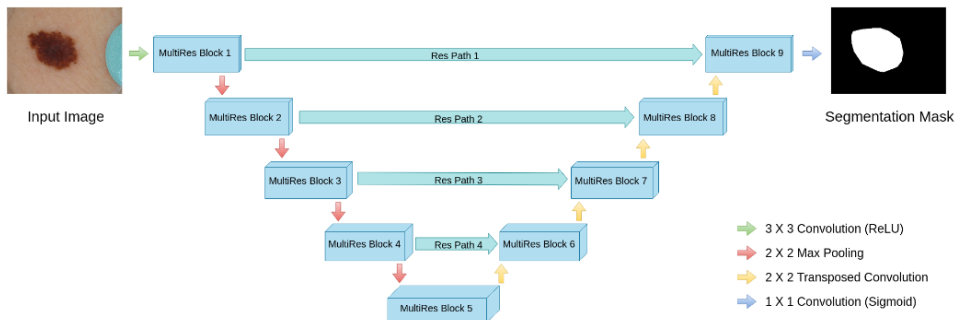 MultiRes Block 1
Res Path 1
MultiRes Block 9
Input Image
Segmentation Mask
MultiRes Block 2
Res Path 2
MultiRes Block 8
MultiRes Block 3
Res Path 3
MultiRes Block 7
MultiRes Block 4
Res Path 4
MultiRes Block 6
MultiRes Block 5
3 X 3 Convolution (ReLU)
2 X 2 Max Pooling
2 X 2 Transposed Convolution
1 X 1 Convolution (Sigmoid)